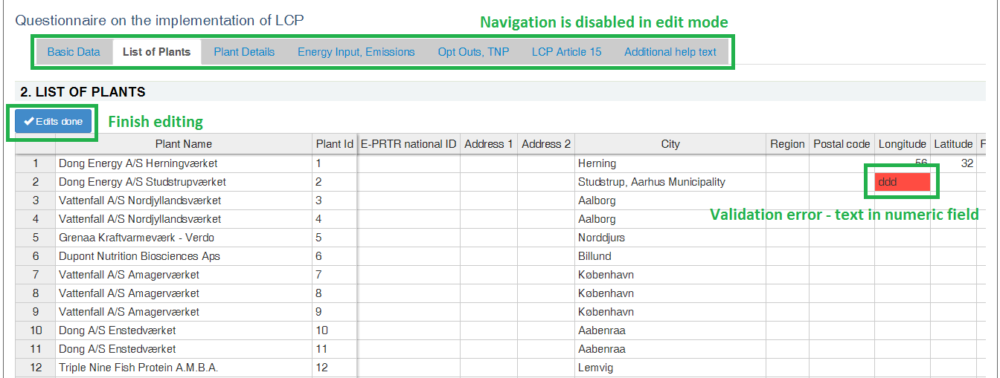 Questionnaire on the implementation of LCP
Navigation is disabled in edit mode
Basic Data List of Plants Plant Details Energy Input, Emissions Opt Outs, TNP LCP Article 15 Additional help text
2. LIST OF PLANTS
Edits done Finish editing
Plant Name Plant Id E-PRTR national ID Address 1 Address 2 City Region Postal code Longitude Latitude F
1 Dong Energy A/S Herningværket 1 Herning 56 32
2 Dong Energy A/S Studstrupværket 2 Studstrup, Aarhus Municipality ddd
3 Vattenfall A/S Nordjyllandsværket 3 Aalborg
Validation error - text in numeric field
4 Vattenfall A/S Nordjyllandsværket 4 Aalborg
5 Grenaa Kraftvarmeværk - Verdo 5 Norddjurs
6 Dupont Nutrition Biosciences Aps 6 Billund
7 Vattenfall A/S Amagerværket 7 København
8 Vattenfall A/S Amagerværket 8 København
9 Vattenfall A/S Amagerværket 9 København
10 Dong A/S Enstedværket 10 Aabenraa
11 Dong A/S Enstedværket 11 Aabenraa
12 Triple Nine Fish Protein A.M.B.A. 12 Lemvig